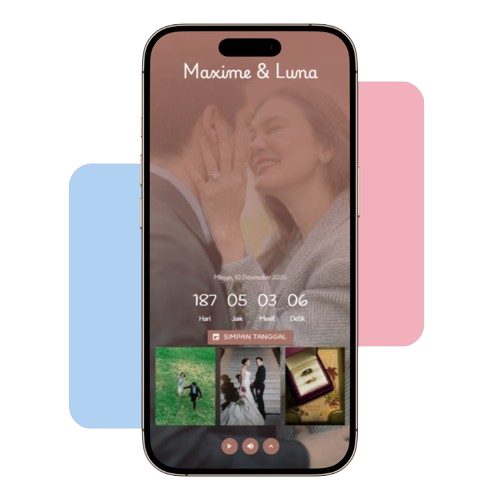 Maxime & Luna
187 05 03 06
Hari Jam Menit Detik
SIMPAN TANGGAL